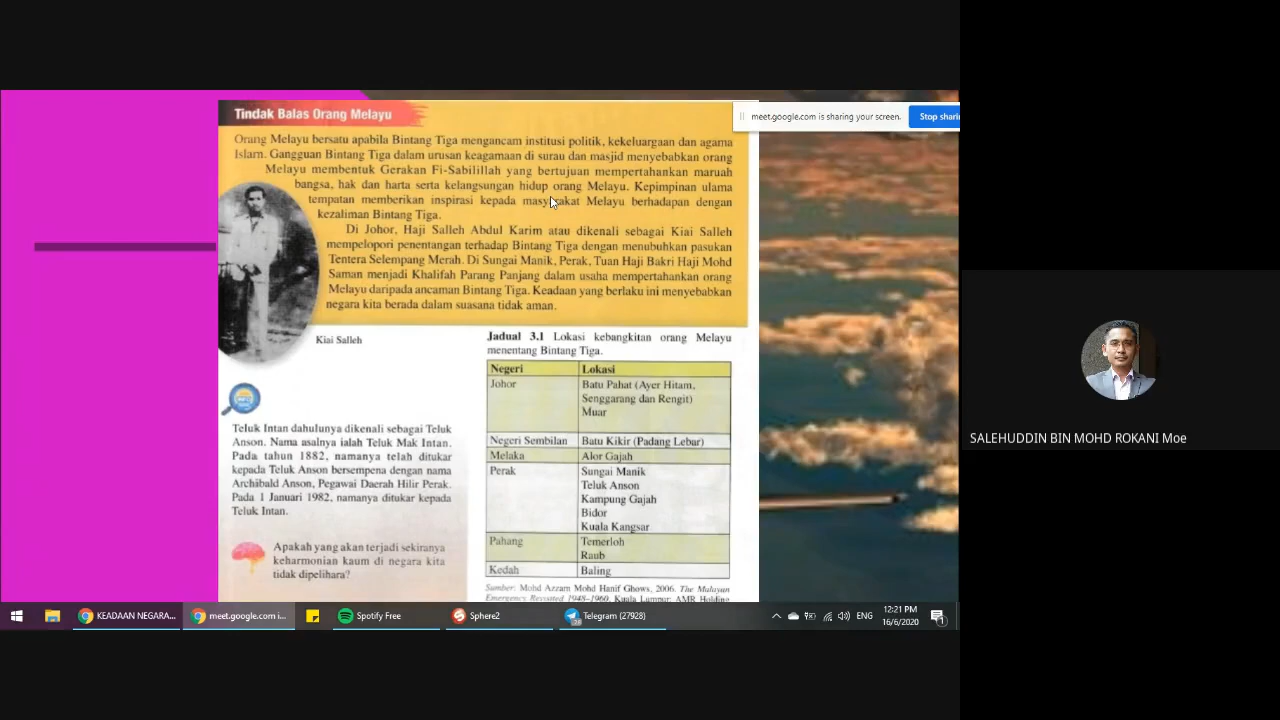 Tindak Balas Orang Melayu
Orang Melayu bersatu apabila Bintang Tiga mengancam institusi politik, kekeluargaan dan agama
Islam. Gangguan Bintang Tiga dalam urusan keagamaan di surau dan masjid menyebabkan orang
Melayu membentuk Gerakan Fi-Sabilillah yang bertujuan mempertahankan maruah
bangsa, hak dan harta serta kelangsungan hidup orang Melayu. Kepimpinan ulama
tempatan memberikan inspirasi kepada masyarakat Melayu berhadapan dengan
kezaliman Bintang Tiga.
Di Johor, Haji Salleh Abdul Karim atau dikenali sebagai Kiai Salleh
mempelopori penentangan terhadap Bintang Tiga dengan menubuhkan pasukan
Tentera Selempang Merah. Di Sungai Manik, Perak, Tuan Haji Bakri Haji Mohd
Saman menjadi Khalifah Parang Panjang dalam usaha mempertahankan orang
Melayu daripada ancaman Bintang Tiga. Keadaan yang berlaku ini menyebabkan
negara kita berada dalam suasana tidak aman.
Kiai Salleh
Teluk Intan dahulunya dikenali sebagai Teluk
Anson. Nama asalnya ialah Teluk Mak Intan.
Pada tahun 1882, namanya telah ditukar
kepada Teluk Anson bersempena dengan nama
Archibald Anson, Pegawai Daerah Hilir Perak.
Pada 1 Januari 1982, namanya ditukar kepada
Teluk Intan.
Apakah yang akan terjadi sekiranya
keharmonian kaum di negara kita
tidak dipelihara?
Jadual 3.1 Lokasi kebangkitan orang Melayu
menentang Bintang Tiga.
Negeri Lokasi
Johor Batu Pahat (Ayer Hitam,
Senggarang dan Rengit)
Muar
Negeri Sembilan Batu Kikir (Padang Lebar)
Melaka Alor Gajah
Perak Sungai Manik
Teluk Anson
Kampung Gajah
Bidor
Kuala Kangsar
Pahang Temerloh
Raub
Kedah Baling
Sumber: Mohd Azzam Mohd Hanif Ghows, 2006. The Malayan
Emergency Revisited 1948-1960, Kuala Lumpur: AMR Holding
meet.google.com is sharing your screen.
Stop shari
SALEHUDDIN BIN MOHD ROKANI Moe
KEADAAN NEGARA...
meet.google.com i...
Spotify Free
Sphere2
Telegram (27928)
ENG
12:21 PM
16/6/2020
1